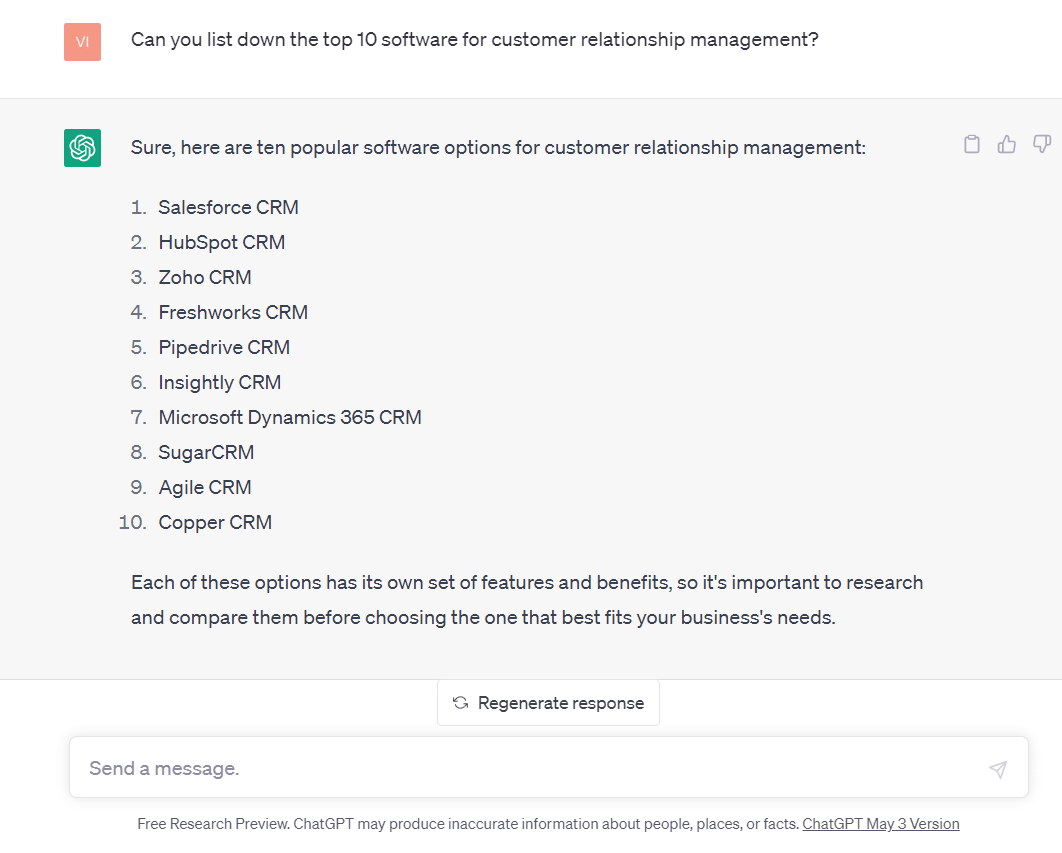 VI
Can you list down the top 10 software for customer relationship management?
Sure, here are ten popular software options for customer relationship management:
1. Salesforce CRM
2. HubSpot CRM
3. Zoho CRM
4. Freshworks CRM
5. Pipedrive CRM
6. Insightly CRM
7. Microsoft Dynamics 365 CRM
8. SugarCRM
9. Agile CRM
10. Copper CRM
Each of these options has its own set of features and benefits, so it's important to research
and compare them before choosing the one that best fits your business's needs.
Regenerate response
Send a message.
Free Research Preview. ChatGPT may produce inaccurate information about people, places, or facts. ChatGPT May 3 Version